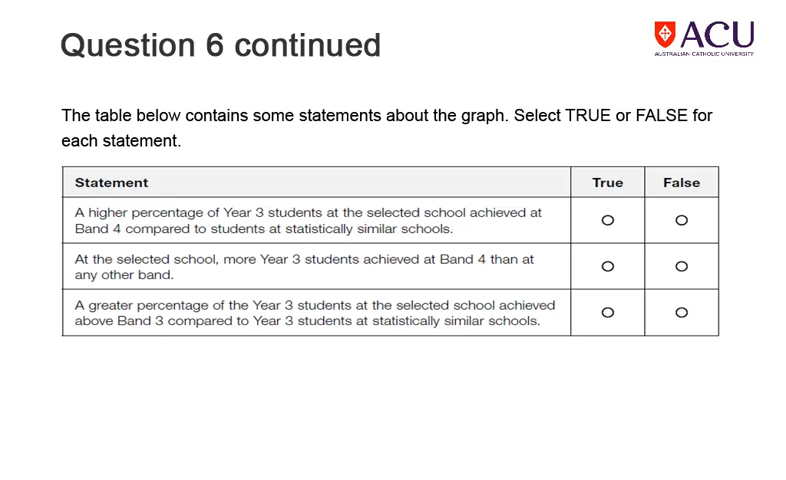 Question 6 continued
ACU
AUSTRALIAN CATHOLIC UNIVERSITY
The table below contains some statements about the graph. Select TRUE or FALSE for
each statement.
Statement True False
A higher percentage of Year 3 students at the selected school achieved at
Band 4 compared to students at statistically similar schools.
At the selected school, more Year 3 students achieved at Band 4 than at
any other band.
A greater percentage of the Year 3 students at the selected school achieved
above Band 3 compared to Year 3 students at statistically similar schools.